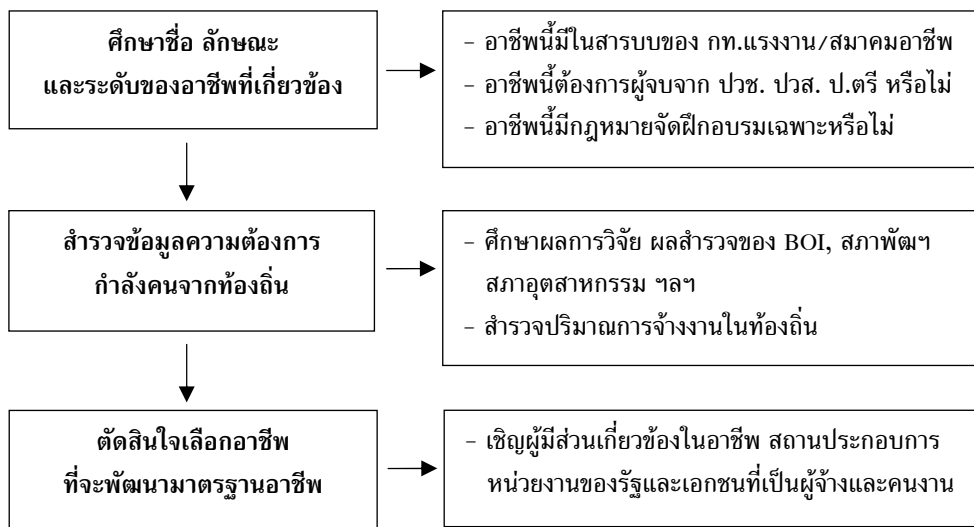 ศึกษาชื่อ ลักษณะ
และระดับของอาชีพที่เกี่ยวข้อง
- อาชีพนี้มีในสารบบของ กท.แรงงาน/สมาคมอาชีพ
- อาชีพนี้ต้องการผู้จบจาก ปวช. ปวส. ป.ตรี หรือไม่
- อาชีพนี้มีกฎหมายจัดฝึกอบรมเฉพาะหรือไม่
สำรวจข้อมูลความต้องการ
กำลังคนจากท้องถิ่น
- ศึกษาผลการวิจัย ผลสำรวจของ BOI, สภาพัฒฯ
สภาอุตสาหกรรม ฯลฯ
- สำรวจปริมาณการจ้างงานในท้องถิ่น
ตัดสินใจเลือกอาชีพ
ที่จะพัฒนามาตรฐานอาชีพ
- เชิญผู้มีส่วนเกี่ยวข้องในอาชีพ สถานประกอบการ
หน่วยงานของรัฐและเอกชนที่เป็นผู้จ้างและคนงาน